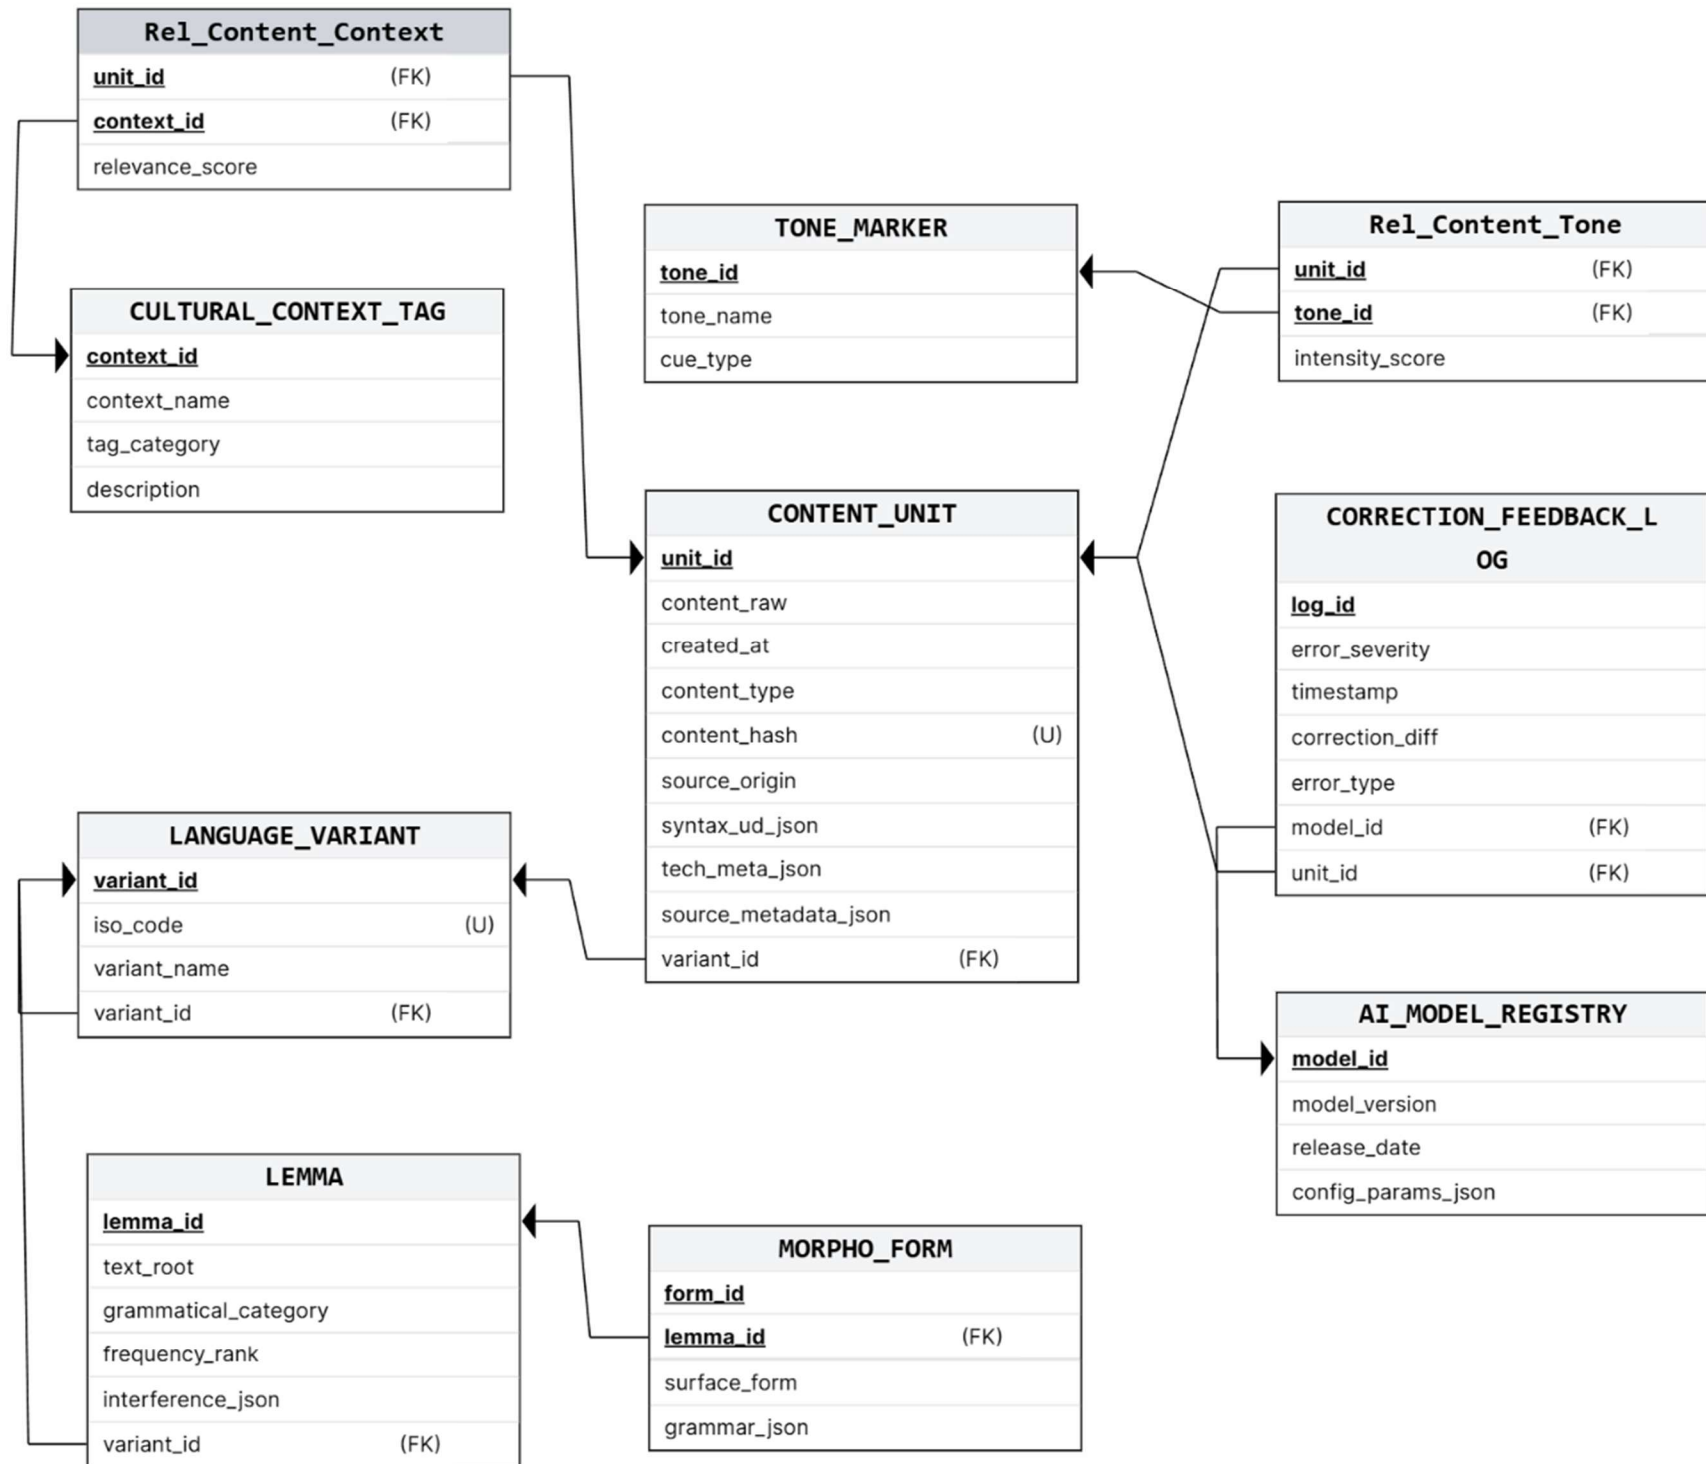 Rel_Content_Context
unit_id (FK)
context_id (FK)
relevance_score
CULTURAL_CONTEXT_TAG
context_id
context_name
tag_category
description
TONE_MARKER
tone_id
tone_name
cue_type
Rel_Content_Tone
unit_id (FK)
tone_id (FK)
intensity_score
CONTENT_UNIT
unit_id
content_raw
created_at
content_type
content_hash (U)
source_origin
syntax_ud_json
tech_meta_json
source_metadata_json
variant_id (FK)
CORRECTION_FEEDBACK_L
OG
log_id
error_severity
timestamp
correction_diff
error_type
model_id (FK)
unit_id (FK)
LANGUAGE_VARIANT
variant_id
iso_code (U)
variant_name
variant_id (FK)
AI_MODEL_REGISTRY
model_id
model_version
release_date
config_params_json
LEMMA
lemma_id
text_root
grammatical_category
frequency_rank
interference_json
variant_id (FK)
MORPHO_FORM
form_id
lemma_id (FK)
surface_form
grammar_json